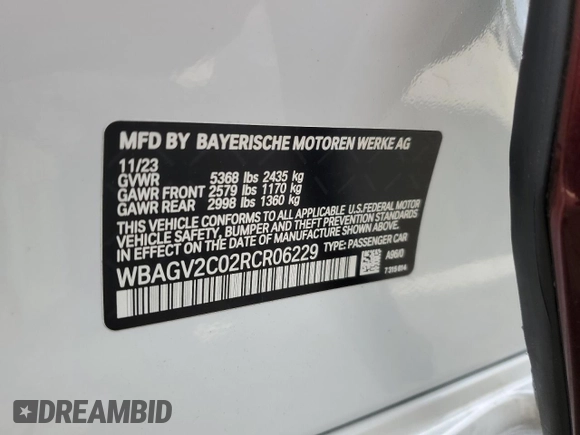 MFD BY BAYERISCHE MOTOREN WERKE AG
11/23
GVWR 5368 lbs 2435 kg
GAWR FRONT 2579 lbs 1170 kg
GAWR REAR 2998 lbs 1360 kg
THIS VEHICLE CONFORMS TO ALL APPLICABLE U.S.FEDERAL MOTOR
VEHICLE SAFETY, BUMPER AND THEFT PREVENTION STANDARDS
IN EFFECT ON THE DATE OF MANUFACTURE SHOWN ABOVE.
WBAGV2C02RCR06229 TYPE: PASSENGER CAR
A96/0
DREAMBID